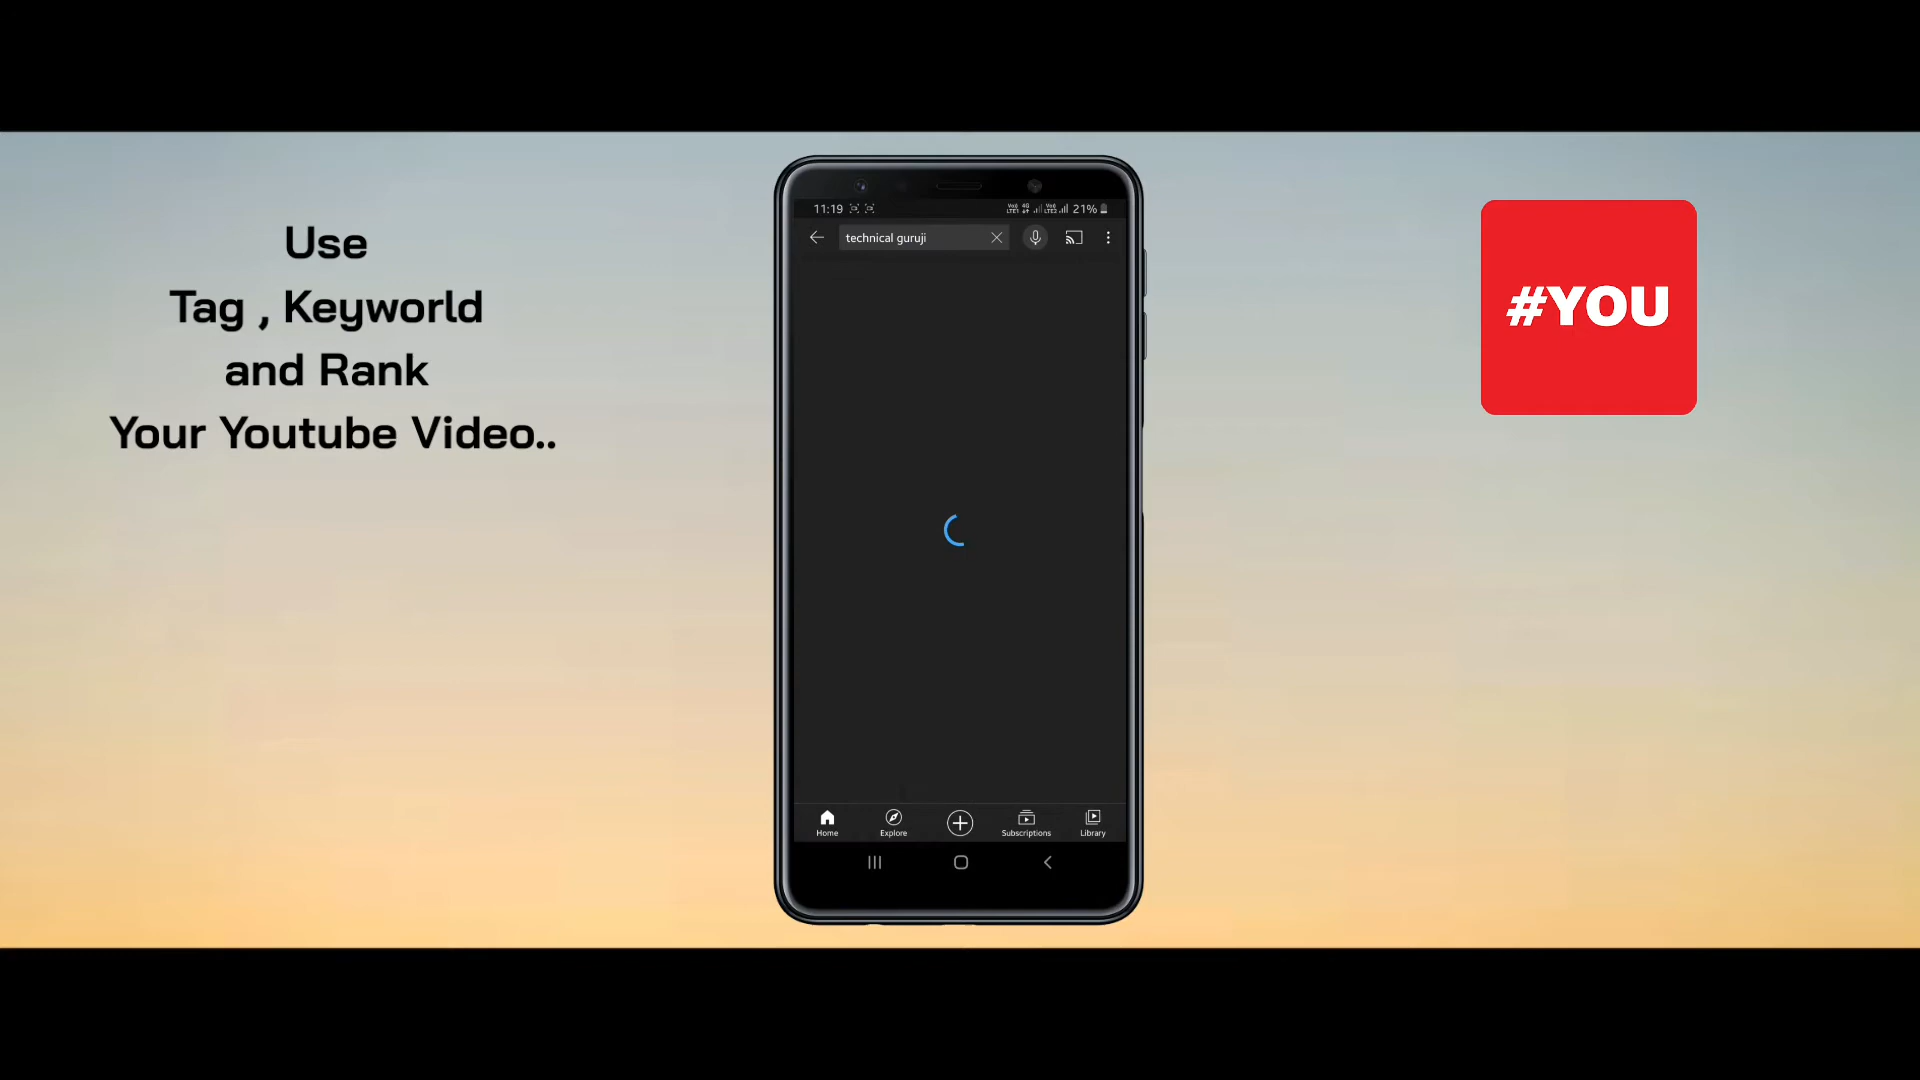 Use
Tag , Keyworld
and Rank
Your Youtube Video..
11:19
21%
technical guruji
Home
Explore
Subscriptions
Library
#YOU